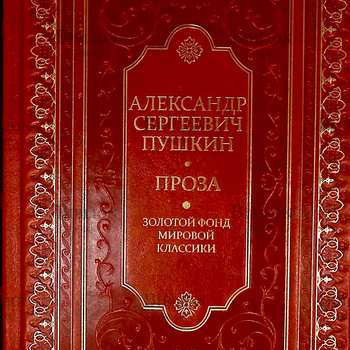 АЛЕКСАНДР
СЕРГЕЕВИЧ
ПУШКИН
ПРОЗА
ЗОЛОТОЙ ФОНД
МИРОВОЙ
КЛАССИКИ